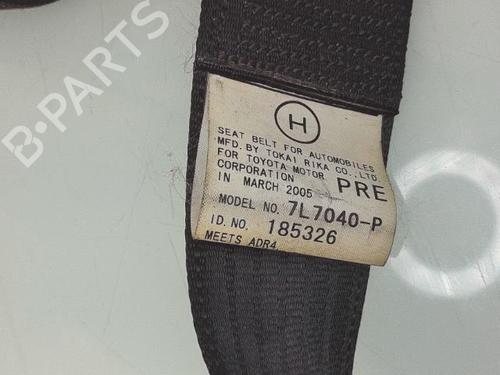 B-PARTS
H
SEAT BELT FOR AUTOMOBILES
MFD. BY TOKAI RIKA CO., LTD.
FOR TOYOTA MOTOR
CORPORATION
IN MARCH 2005 PRE
MODEL NO. 7L7040-P
ID. NO. 185326
MEETS ADR4